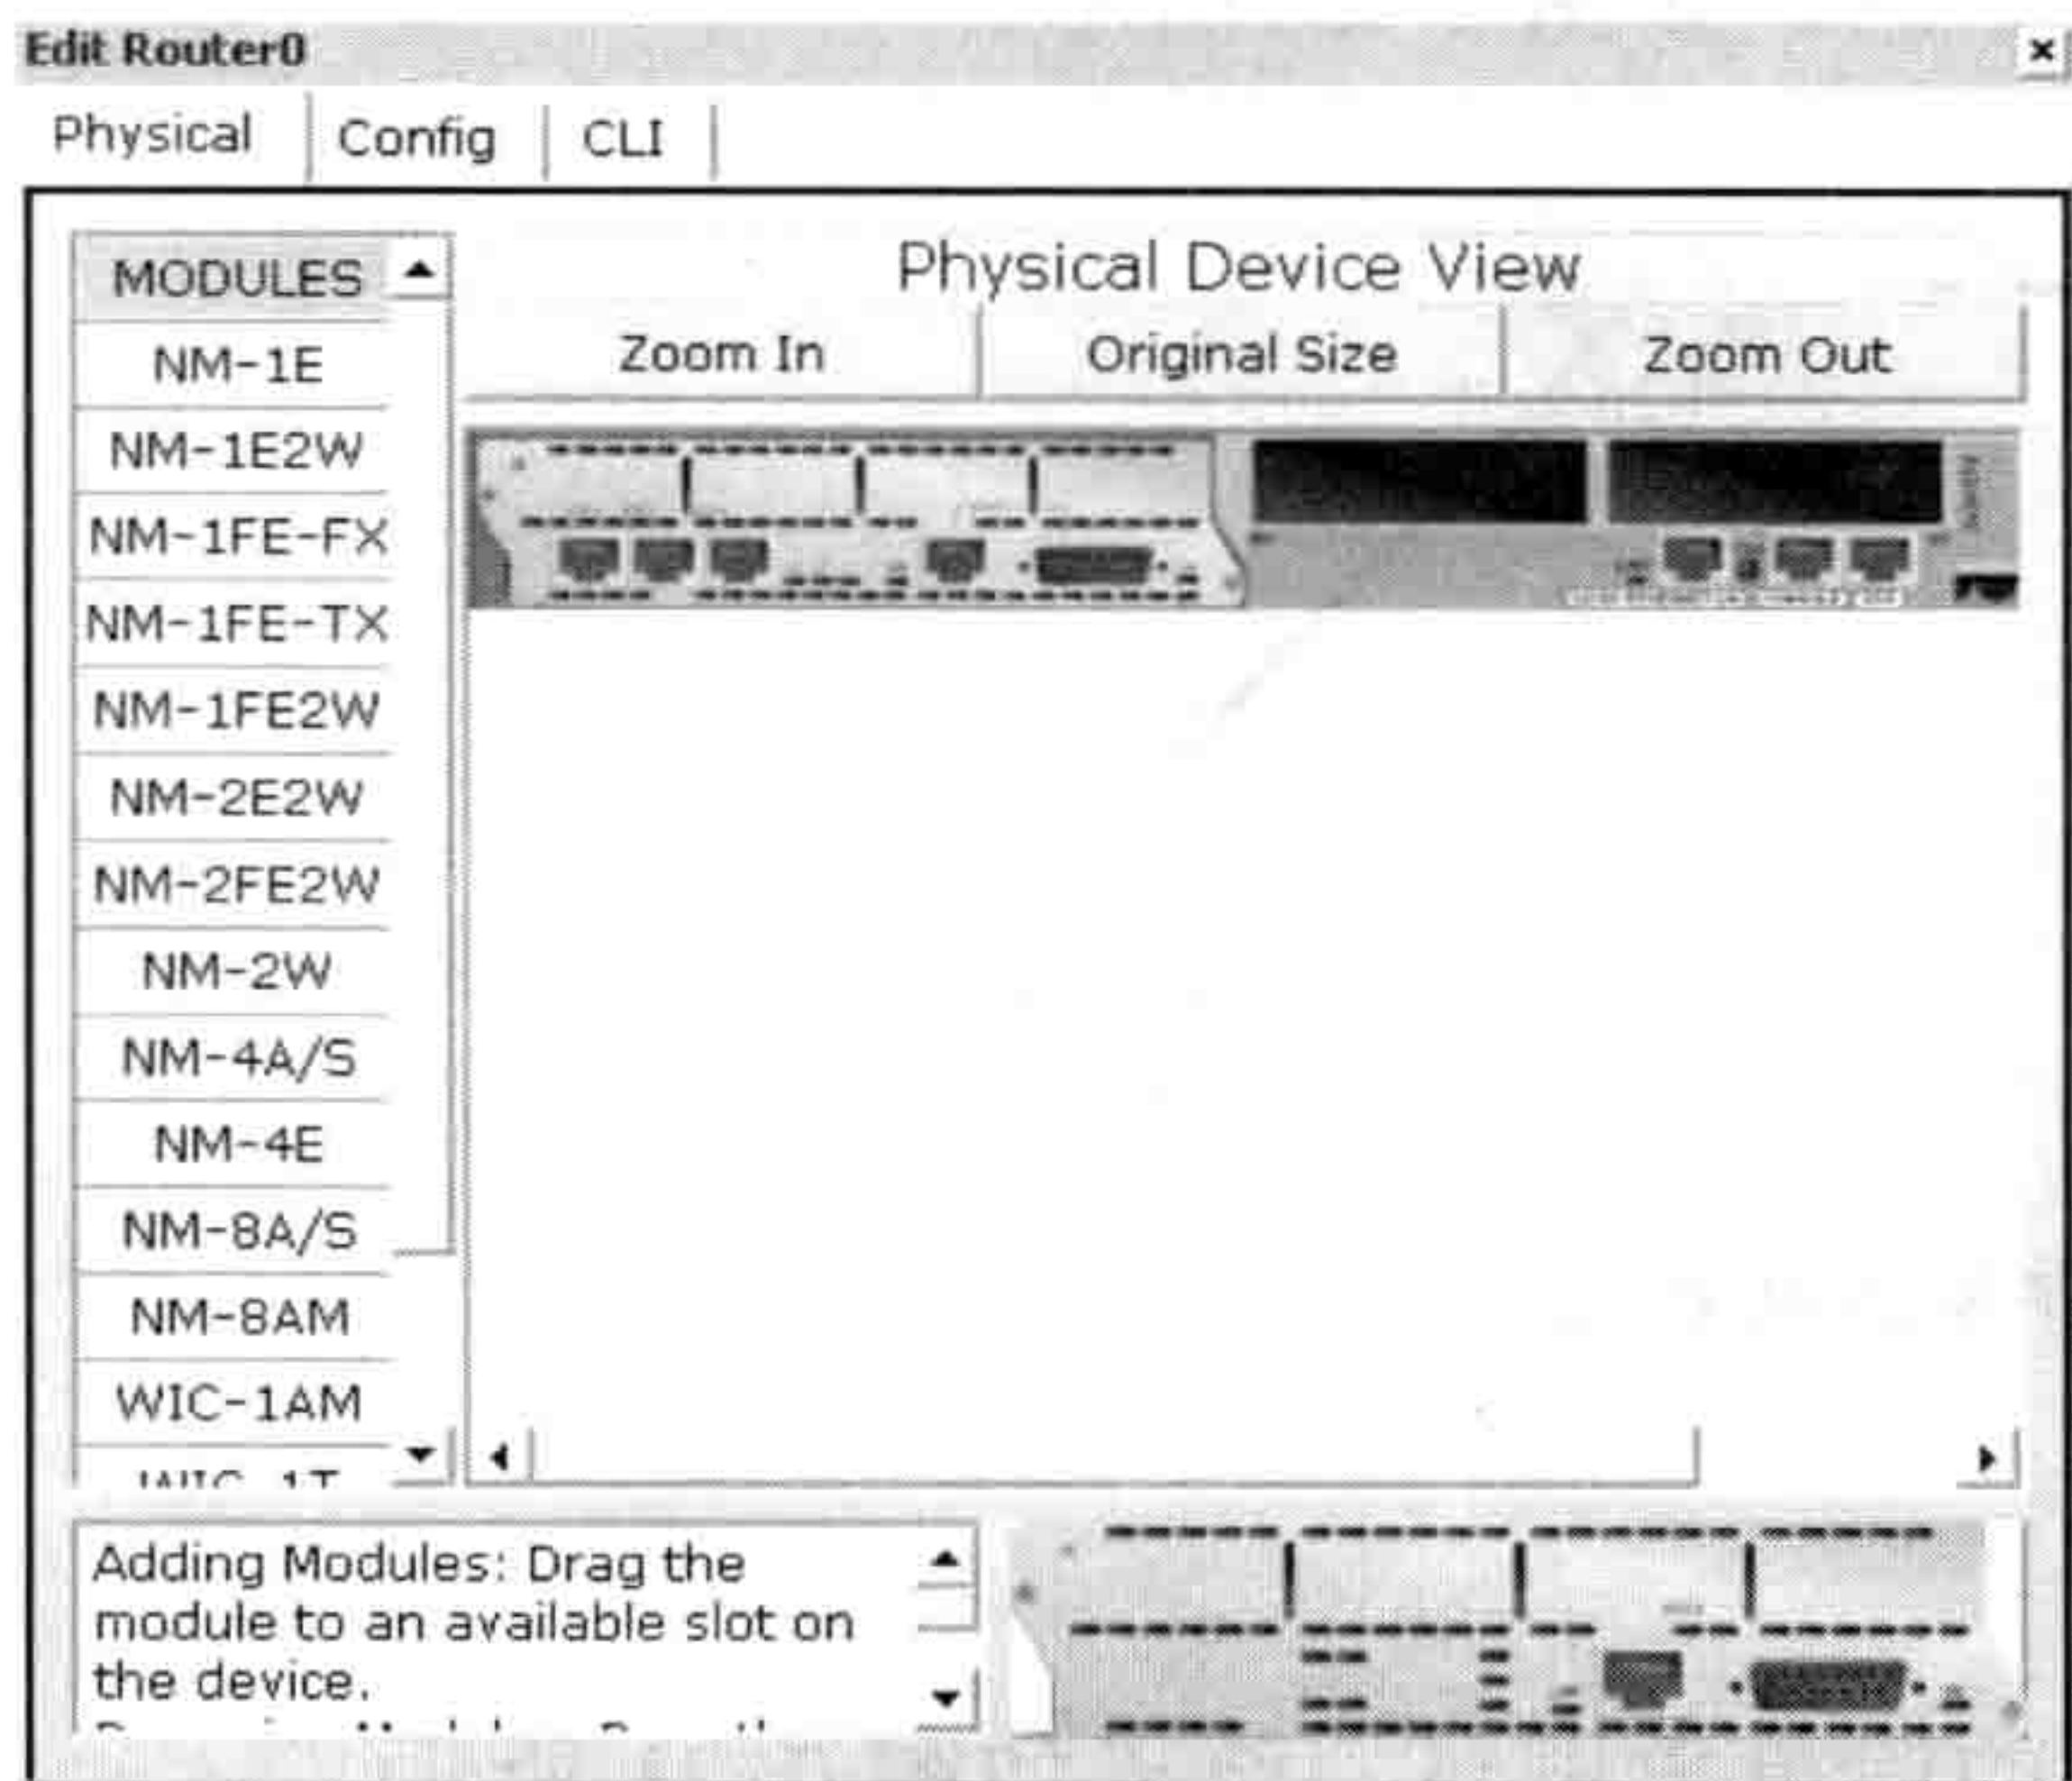 Edit Router0
Physical
Config
CLI
MODULES
NM-1E
NM-1E2W
NM-1FE-FX
NM-1FE-TX
NM-1FE2W
NM-2E2W
NM-2FE2W
NM-2W
NM-4A/S
NM-4E
NM-8A/S
NM-8AM
WIC-1AM
WIC-1T
Physical Device View
Zoom In
Original Size
Zoom Out
Adding Modules: Drag the
module to an available slot on
the device.